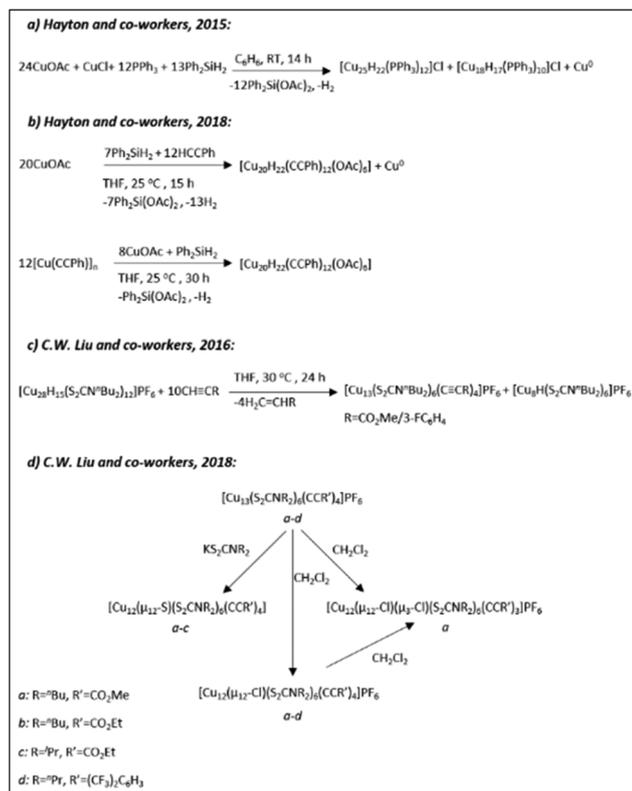 a) Hayton and co-workers, 2015:
C₆H₆, RT, 14 h
24CuOAc + CuCl+ 12PPh₃ + 13Ph₂SiH₂ → [Cu₂₅H₂₂(PPh₃)₁₂]Cl + [Cu₁₈H₁₇(PPh₃)₁₀]Cl + Cu⁰
-12Ph₂Si(OAc)₂,-H₂
b) Hayton and co-workers, 2018:
7Ph₂SiH₂ + 12HCCPh
20CuOAc → [Cu₂₀H₂₂(CCPh)₁₂(OAc)₆] + Cu⁰
THF, 25 °C , 15 h
-7Ph₂Si(OAc)₂ ,-13H₂
8CuOAc + Ph₂SiH₂
12[Cu(CCPh)]ₙ → [Cu₂₀H₂₂(CCPh)₁₂(OAc)₆]
THF, 25 °C , 30 h
-Ph₂Si(OAc)₂ ,-H₂
c) C.W. Liu and co-workers, 2016:
THF, 30 °C , 24 h
[Cu₂₈H₁₅(S₂CNⁿBu₂)₁₂]PF₆ + 10CH≡CR → [Cu₁₃(S₂CNⁿBu₂)₆(C≡CR)₄]PF₆ + [Cu₈H(S₂CNⁿBu₂)₆]PF₆
-4H₂C=CHR
R=CO₂Me/3-FC₆H₄
d) C.W. Liu and co-workers, 2018:
[Cu₁₃(S₂CNR₂)₆(CCR')₄]PF₆
a-d
KS₂CNR₂ CH₂Cl₂
CH₂Cl₂
[Cu₁₂(μ₁₂-S)(S₂CNR₂)₆(CCR')₄] [Cu₁₂(μ₁₂-Cl)(μ₃-Cl)(S₂CNR₂)₆(CCR')₃]PF₆
a-c a
CH₂Cl₂
a: R=ⁿBu, R'=CO₂Me [Cu₁₂(μ₁₂-Cl)(S₂CNR₂)₆(CCR')₄]PF₆
b: R=ⁿBu, R'=CO₂Et a-d
c: R=ⁱPr, R'=CO₂Et
d: R=ⁿPr, R'=(CF₃)₂C₆H₃